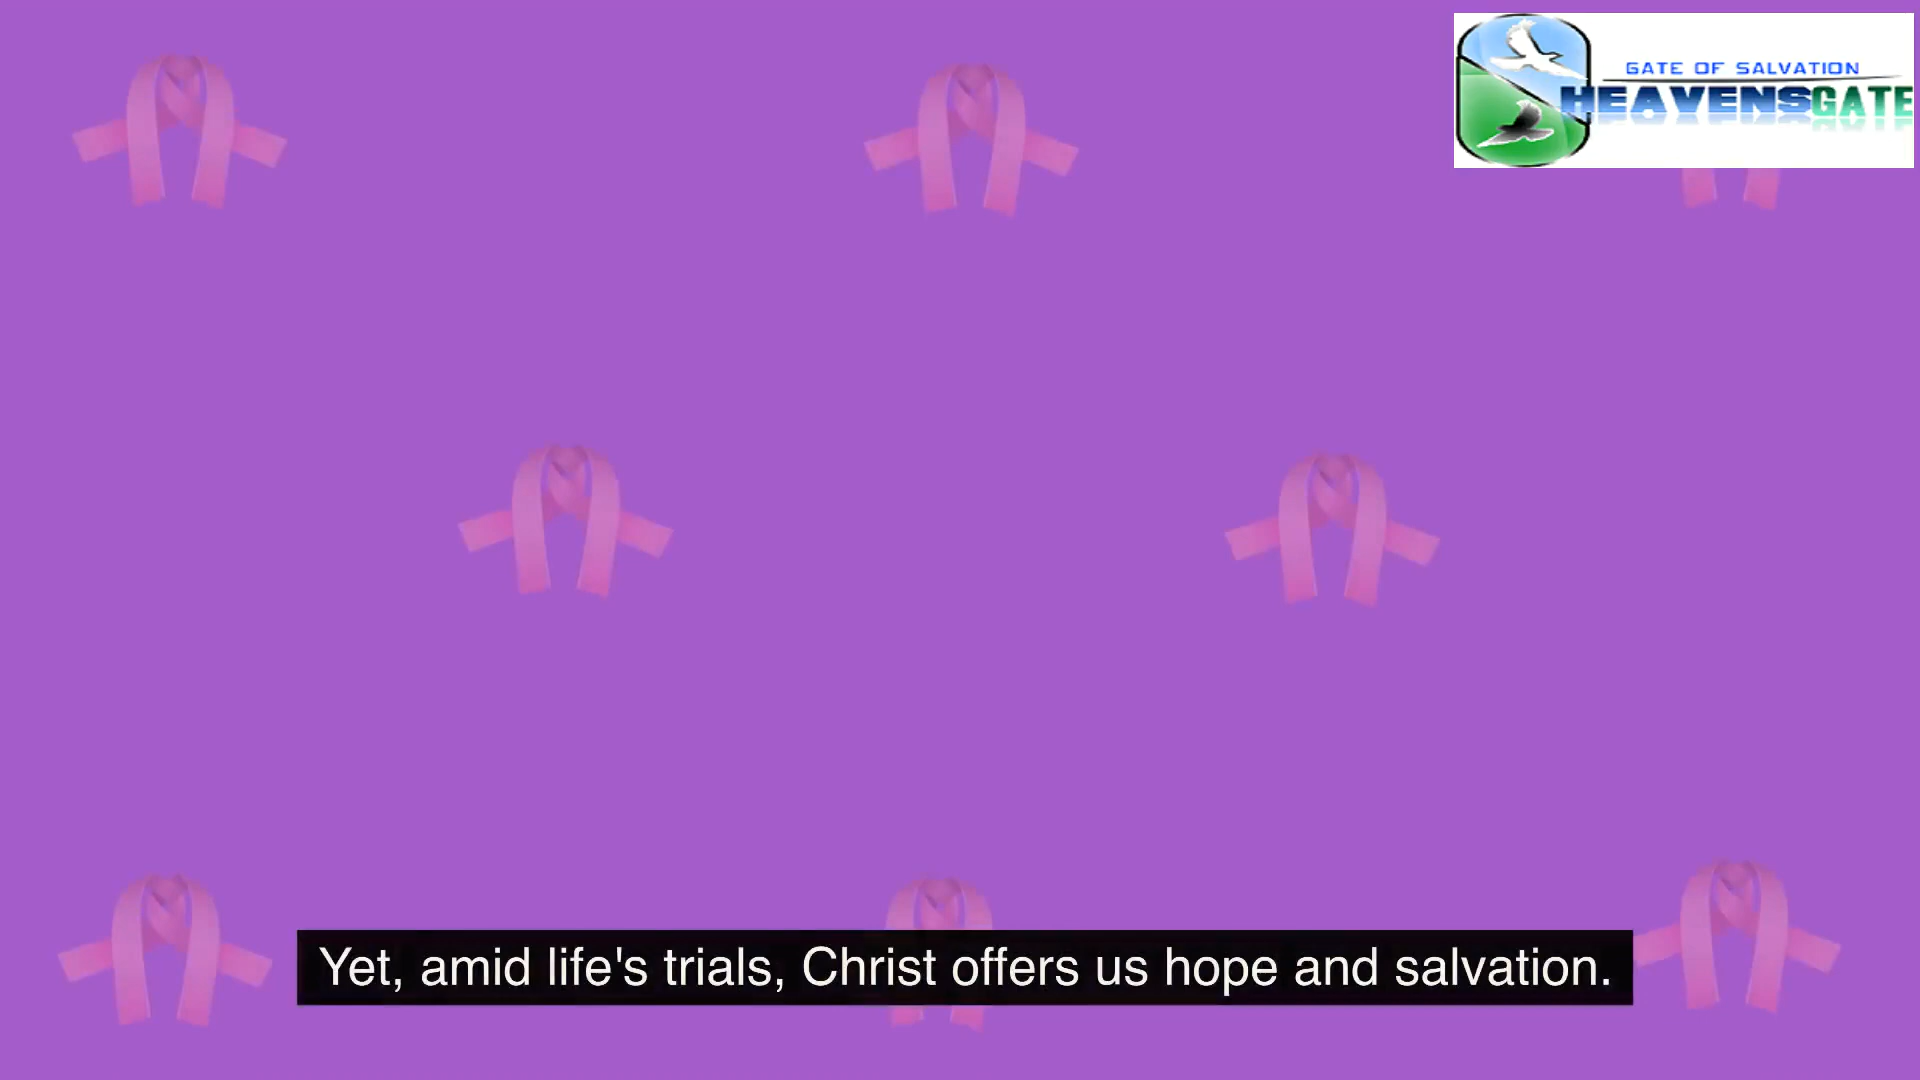 GATE OF SALVATION
HEAVENSGATE
Yet, amid life's trials, Christ offers us hope and salvation.